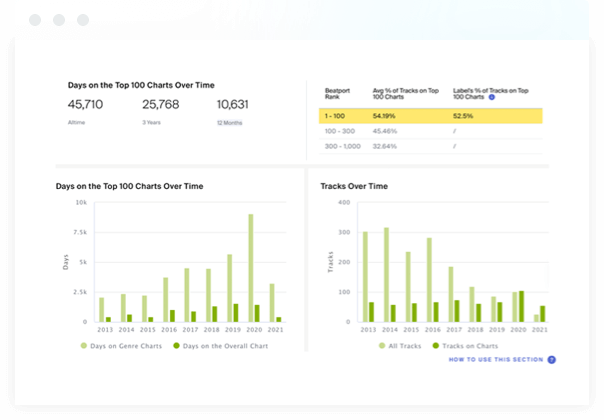 Days on the Top 100 Charts Over Time
45,710 25,768 10,631
Alltime 3 Years 12 Months
Beatport Rank Avg % of Tracks on Top 100 Charts Label's % of Tracks on Top 100 Charts
1 - 100 54.19% 52.5%
100 - 300 45.46% /
300 - 1,000 32.64% /
Days on the Top 100 Charts Over Time
10k
7.5k
5k
2.5k
0
Days
2013 2014 2015 2016 2017 2018 2019 2020 2021
Days on Genre Charts Days on the Overall Chart
Tracks Over Time
400
300
200
100
0
Tracks
2013 2014 2015 2016 2017 2018 2019 2020 2021
All Tracks Tracks on Charts
HOW TO USE THIS SECTION ?